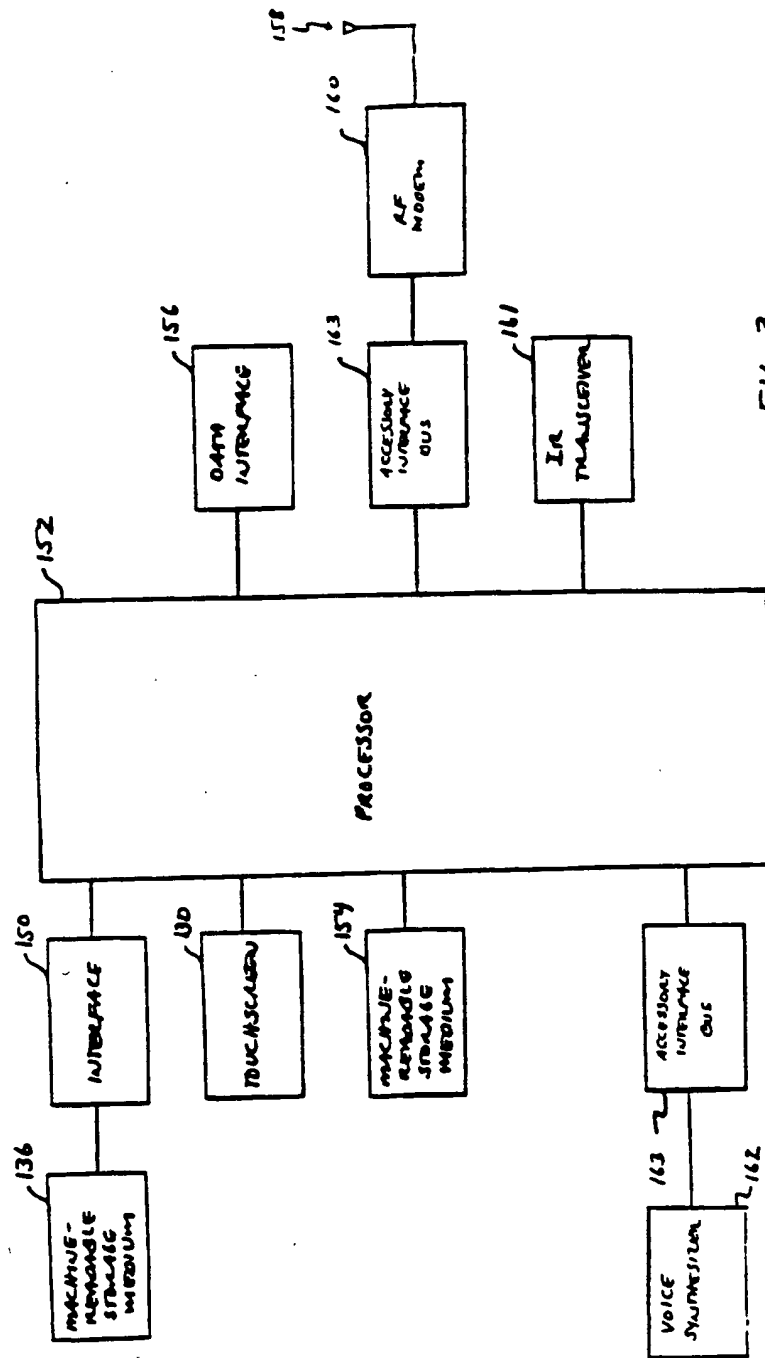 136
MACHINE-
READABLE
STORAGE
MEDIUM
150
INTERFACE
130
TOUCHSCREEN
154
MACHINE-
READABLE
STORAGE
MEDIUM
163
ACCESSORY
INTERFACE
BUS
162
VOICE
SYNTHESIZER
152
PROCESSOR
156
DATA
INTERFACE
163
ACCESSORY
INTERFACE
BUS
160
RF
MODEM
158
161
IR
TRANSCEIVER